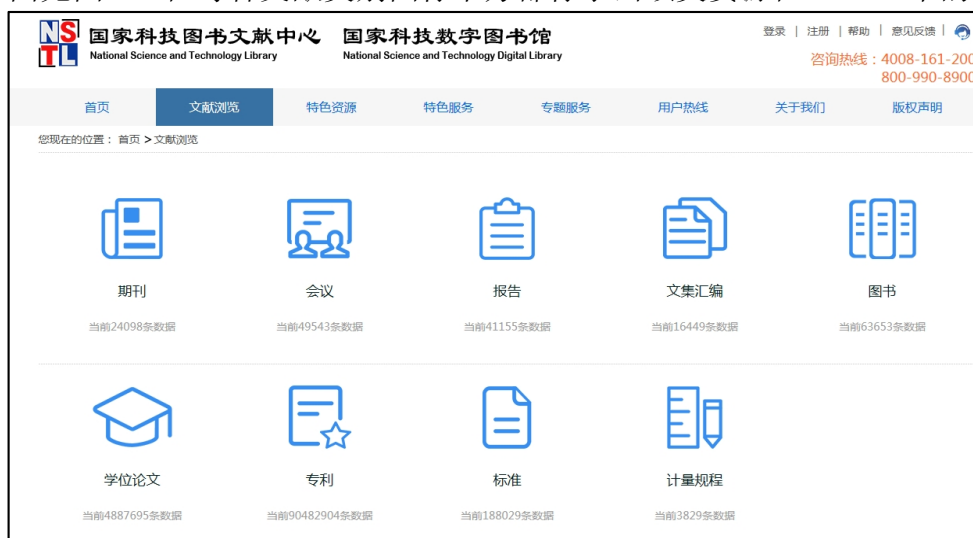 NS TL 国家科技图书文献中心 国家科技数字图书馆
National Science and Technology Library National Science and Technology Digital Library
登录 | 注册 | 帮助 | 意见反馈 |
咨询热线：4008-161-200
800-990-8900
首页 文献浏览 特色资源 特色服务 专题服务 用户热线 关于我们 版权声明
您现在的位置： 首页 > 文献浏览
期刊 会议 报告 文集汇编 图书
当前24098条数据 当前49543条数据 当前41155条数据 当前16449条数据 当前63653条数据
学位论文 专利 标准 计量规程
当前4887695条数据 当前90482904条数据 当前188029条数据 当前3829条数据